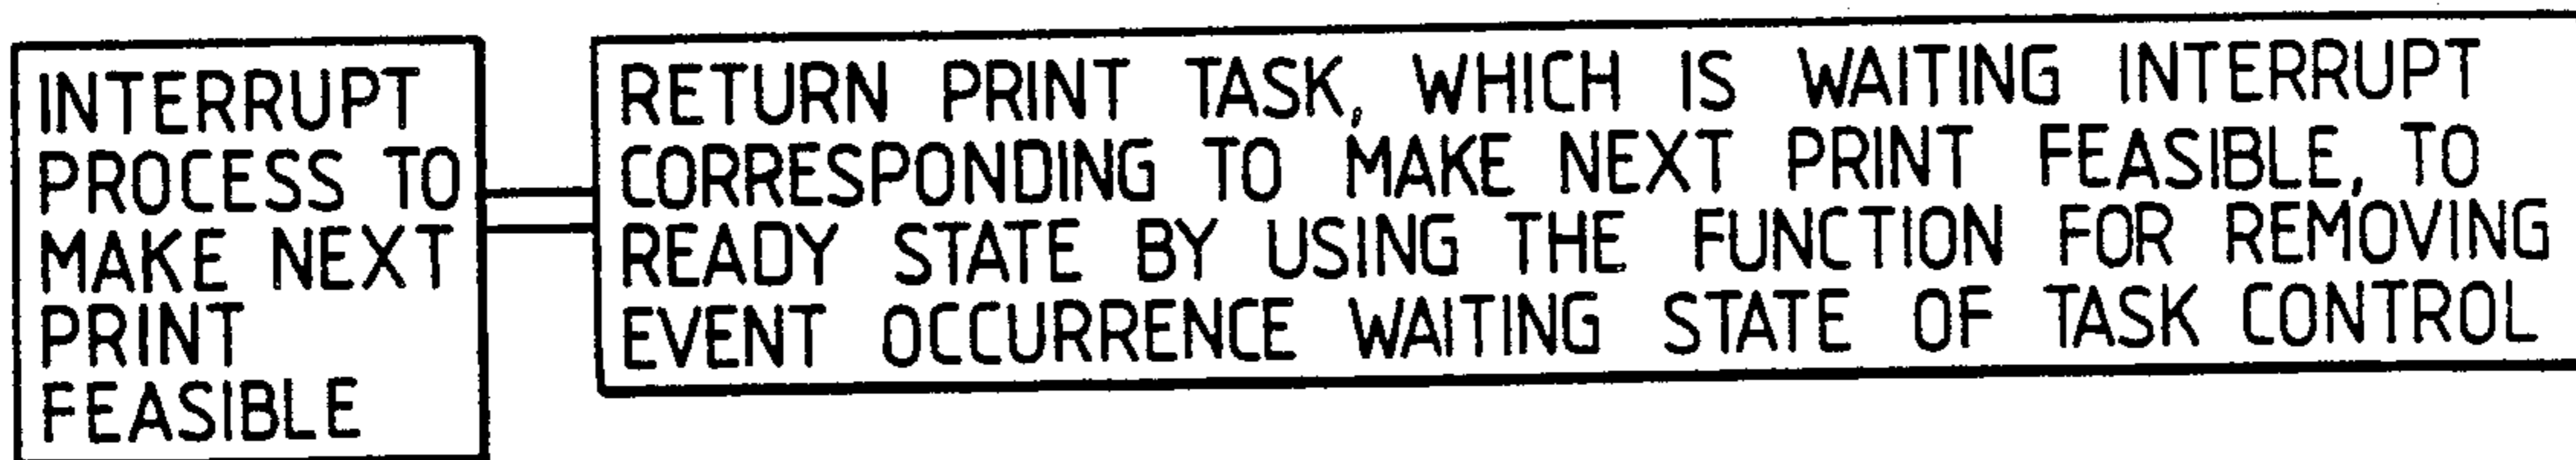 INTERRUPT
PROCESS TO
MAKE NEXT
PRINT
FEASIBLE
RETURN PRINT TASK, WHICH IS WAITING INTERRUPT
CORRESPONDING TO MAKE NEXT PRINT FEASIBLE, TO
READY STATE BY USING THE FUNCTION FOR REMOVING
EVENT OCCURRENCE WAITING STATE OF TASK CONTROL